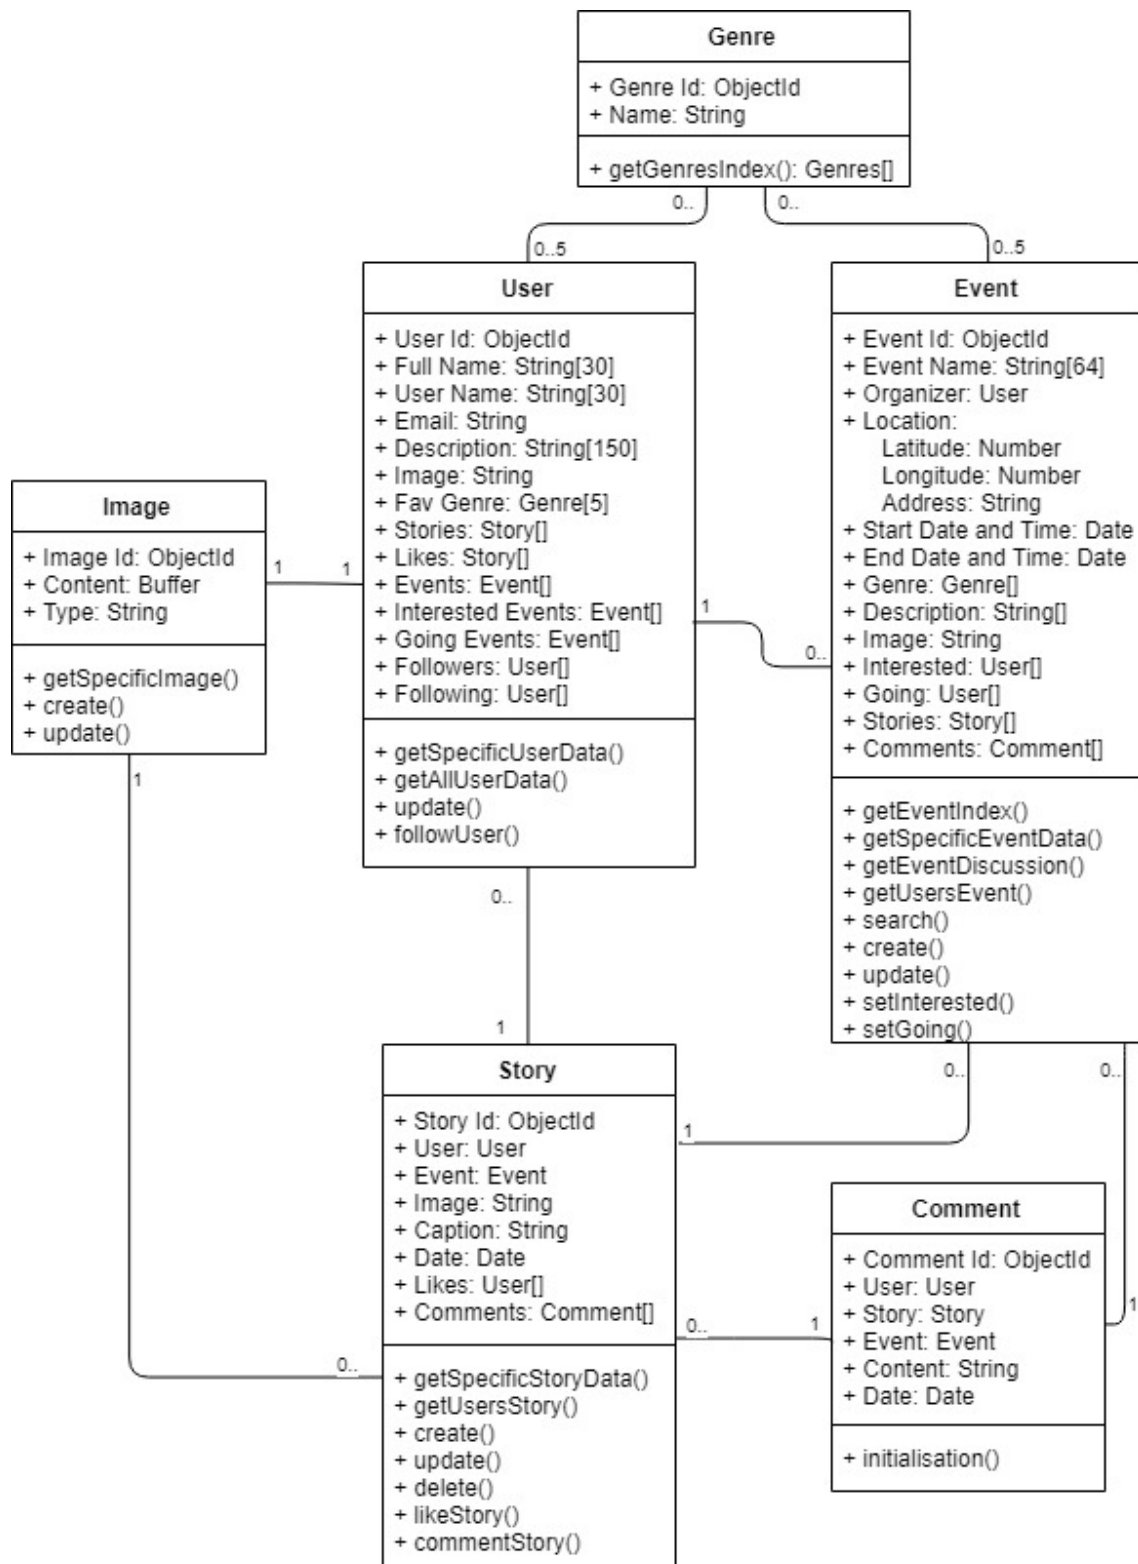 Genre
+ Genre Id: ObjectId
+ Name: String
+ getGenresIndex(): Genres[]
0..
0..
0..5
0..5
User
+ User Id: ObjectId
+ Full Name: String[30]
+ User Name: String[30]
+ Email: String
+ Description: String[150]
+ Image: String
+ Fav Genre: Genre[5]
+ Stories: Story[]
+ Likes: Story[]
+ Events: Event[]
+ Interested Events: Event[]
+ Going Events: Event[]
+ Followers: User[]
+ Following: User[]
+ getSpecificUserData()
+ getAllUserData()
+ update()
+ followUser()
Event
+ Event Id: ObjectId
+ Event Name: String[64]
+ Organizer: User
+ Location:
Latitude: Number
Longitude: Number
Address: String
+ Start Date and Time: Date
+ End Date and Time: Date
+ Genre: Genre[]
+ Description: String[]
+ Image: String
+ Interested: User[]
+ Going: User[]
+ Stories: Story[]
+ Comments: Comment[]
+ getEventIndex()
+ getSpecificEventData()
+ getEventDiscussion()
+ getUsersEvent()
+ search()
+ create()
+ update()
+ setInterested()
+ setGoing()
Image
+ Image Id: ObjectId
+ Content: Buffer
+ Type: String
+ getSpecificImage()
+ create()
+ update()
1
1
1
0..
1
0..
1
0..
0..
1
Story
+ Story Id: ObjectId
+ User: User
+ Event: Event
+ Image: String
+ Caption: String
+ Date: Date
+ Likes: User[]
+ Comments: Comment[]
+ getSpecificStoryData()
+ getUsersStory()
+ create()
+ update()
+ delete()
+ likeStory()
+ commentStory()
0..
0..
1
1
Comment
+ Comment Id: ObjectId
+ User: User
+ Story: Story
+ Event: Event
+ Content: String
+ Date: Date
+ initialisation()
0..